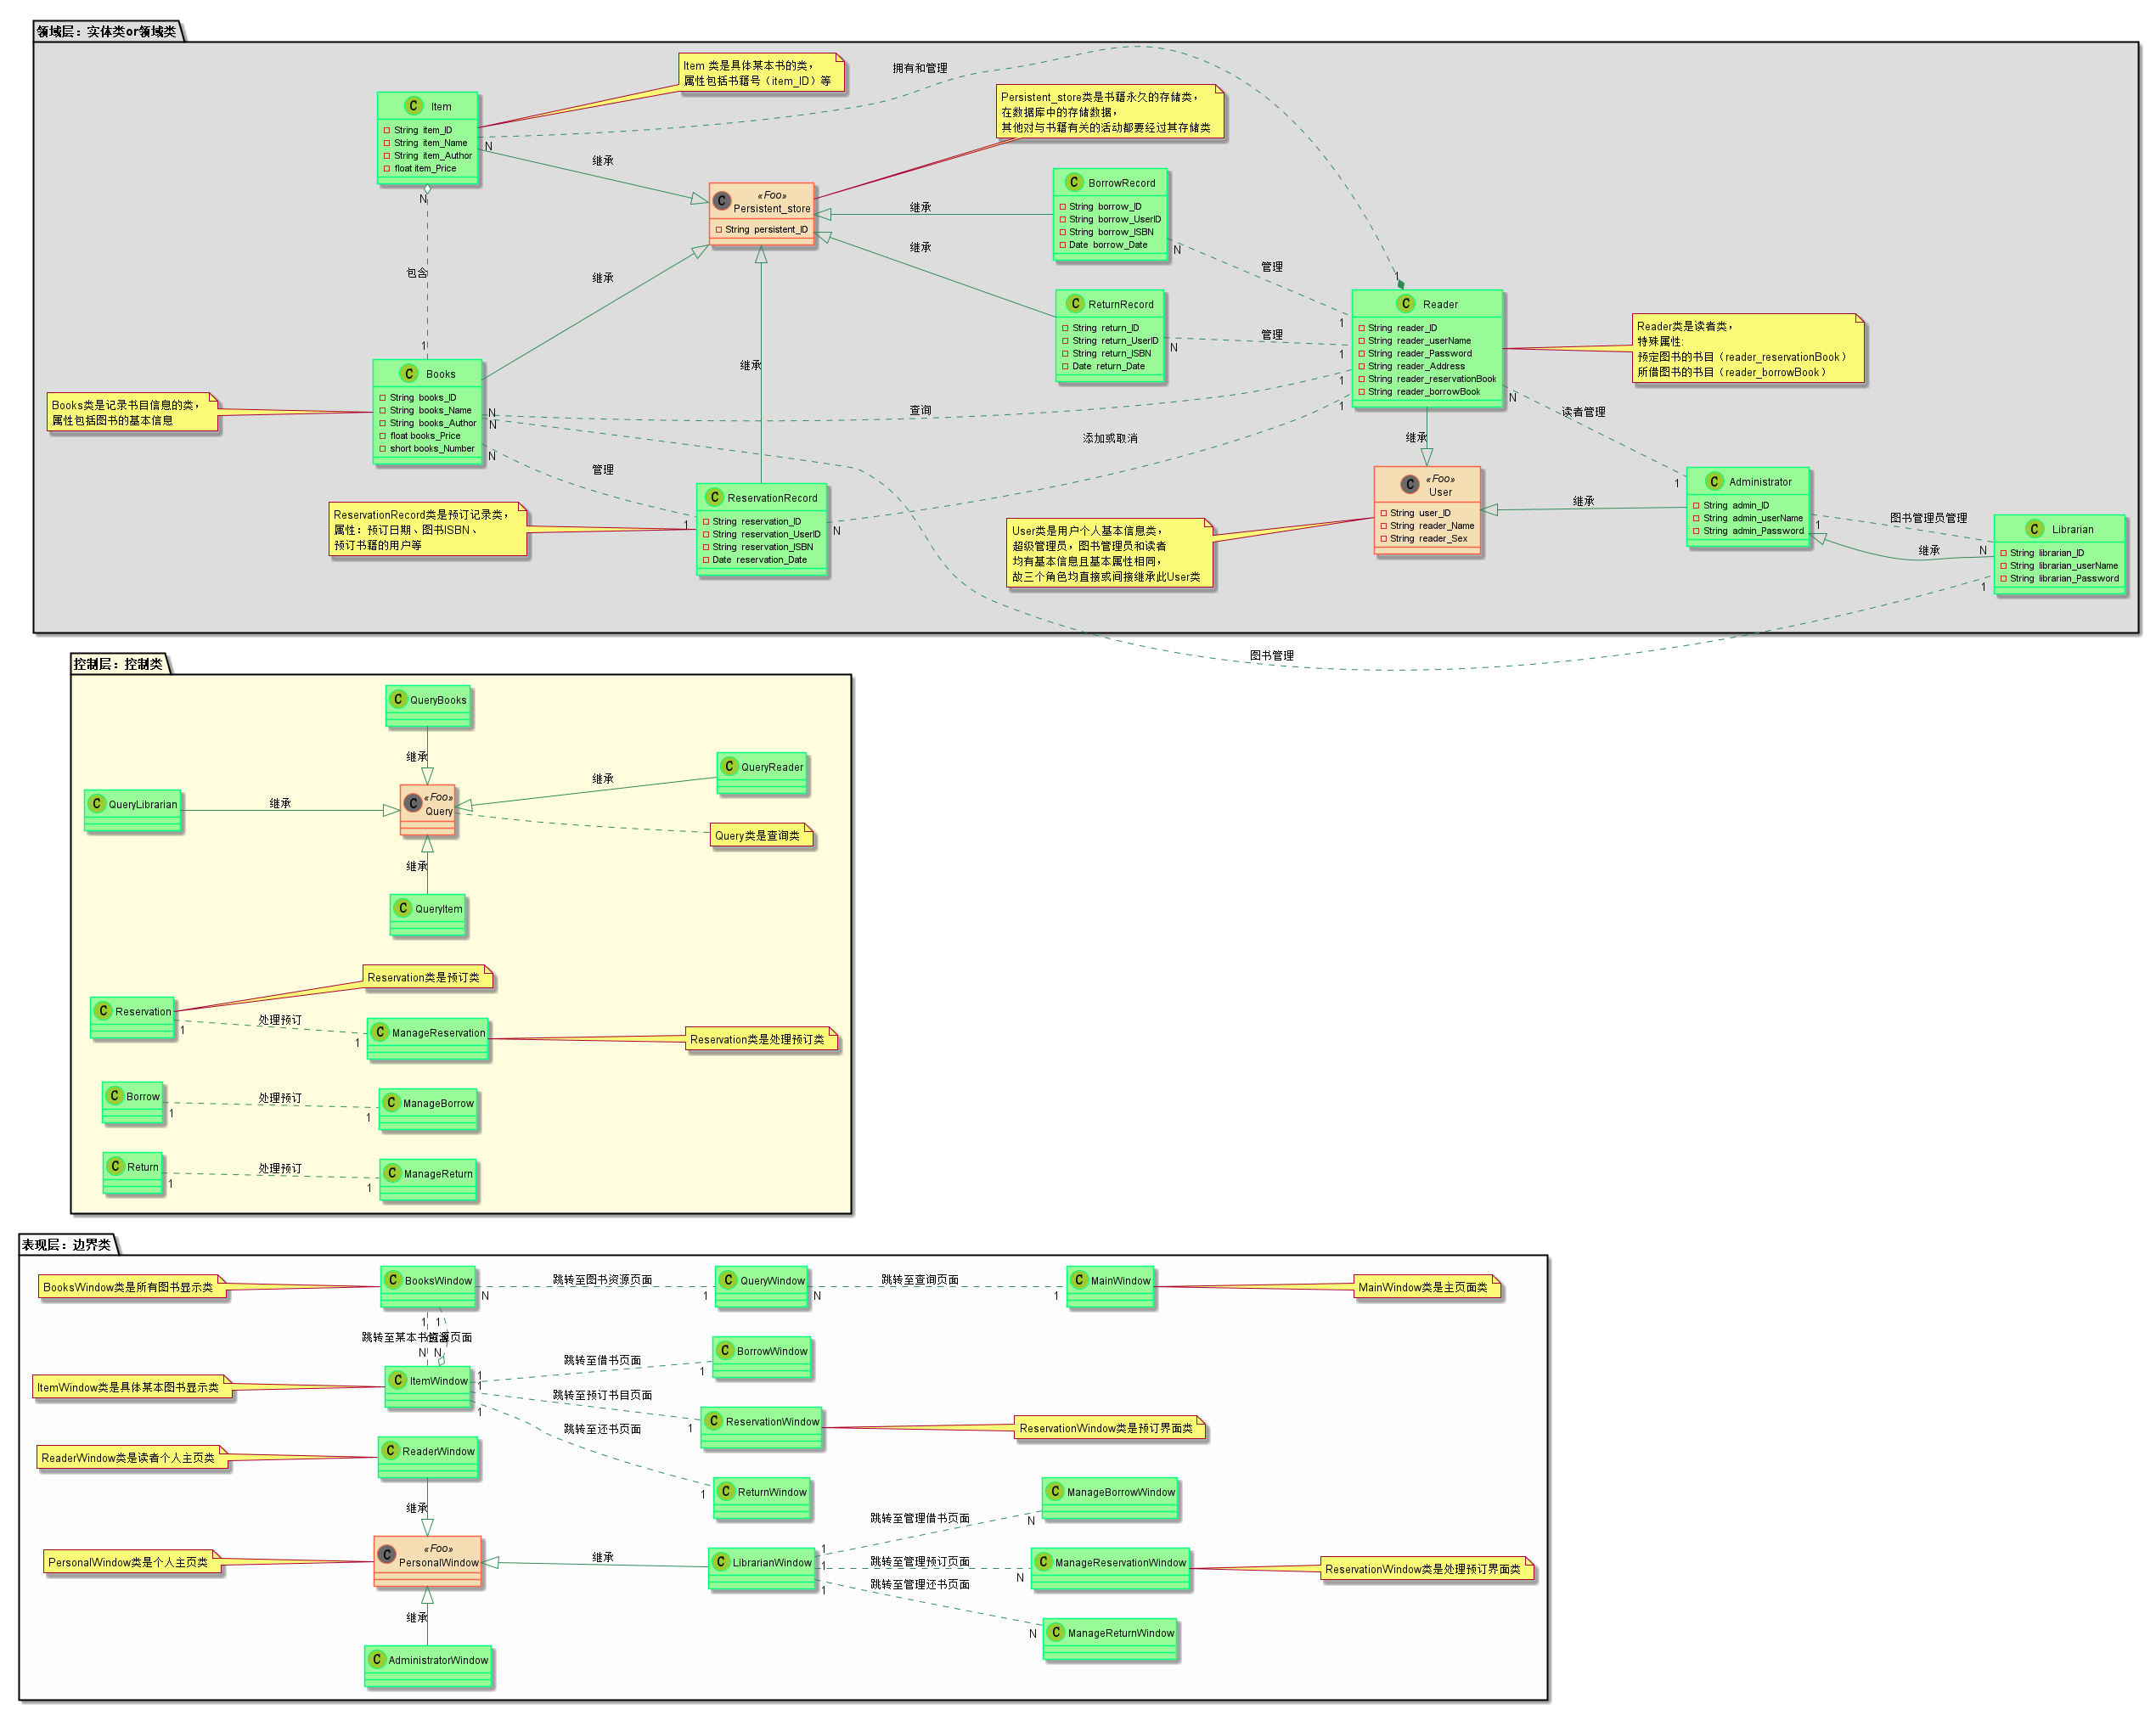 领域层：实体类or领域类
Item 类是具体某本书的类，
属性包括书籍号（item_ID）等
拥有和管理
Item
String item_ID
String item_Name
String item_Author
float item_Price
N
继承
Persistent_store类是书籍永久的存储类，
在数据库中的存储数据，
其他对与书籍有关的活动都要经过其存储类
«Foo»
Persistent_store
String persistent_ID
继承
继承
BorrowRecord
String borrow_ID
String borrow_UserID
String borrow_ISBN
Date borrow_Date
N
管理
1
1
N
包含
1
继承
继承
ReturnRecord
String return_ID
String return_UserID
String return_ISBN
Date return_Date
N
管理
1
Reader
String reader_ID
String reader_userName
String reader_Password
String reader_Address
String reader_reservationBook
String reader_borrowBook
Reader类是读者类，
特殊属性:
预定图书的书目（reader_reservationBook）
所借图书的书目（reader_borrowBook）
Books类是记录书目信息的类，
属性包括图书的基本信息
Books
String books_ID
String books_Name
String books_Author
float books_Price
short books_Number
N
查询
1
N
N
管理
1
添加或取消
1
N
N
读者管理
1
继承
ReservationRecord类是预订记录类，
属性：预订日期、图书ISBN、
预订书籍的用户等
ReservationRecord
String reservation_ID
String reservation_UserID
String reservation_ISBN
Date reservation_Date
User类是用户个人基本信息类，
超级管理员，图书管理员和读者
均有基本信息且基本属性相同，
故三个角色均直接或间接继承此User类
«Foo»
User
String user_ID
String reader_Name
String reader_Sex
继承
Administrator
String admin_ID
String admin_userName
String admin_Password
1
图书管理员管理
N
继承
Librarian
String librarian_ID
String librarian_userName
String librarian_Password
1
图书管理
控制层：控制类
QueryBooks
继承
QueryLibrarian
继承
«Foo»
Query
继承
QueryReader
Query类是查询类
继承
QueryItem
Reservation类是预订类
Reservation
1
处理预订
1
ManageReservation
Reservation类是处理预订类
Borrow
1
处理预订
1
ManageBorrow
Return
1
处理预订
1
ManageReturn
表现层：边界类
BooksWindow类是所有图书显示类
BooksWindow
N
跳转至图书资源页面
1
QueryWindow
N
跳转至查询页面
1
MainWindow
MainWindow类是主页面类
1
1
跳转至某本书资源页面
N
N
ItemWindow类是具体某本图书显示类
ItemWindow
1
跳转至借书页面
1
BorrowWindow
1
跳转至预订书目页面
1
ReservationWindow
ReservationWindow类是预订界面类
1
跳转至还书页面
1
ReturnWindow
ReaderWindow类是读者个人主页类
ReaderWindow
继承
PersonalWindow类是个人主页类
«Foo»
PersonalWindow
继承
LibrarianWindow
1
跳转至管理借书页面
N
ManageBorrowWindow
1
跳转至管理预订页面
N
ManageReservationWindow
ReservationWindow类是处理预订界面类
1
跳转至管理还书页面
N
ManageReturnWindow
继承
AdministratorWindow